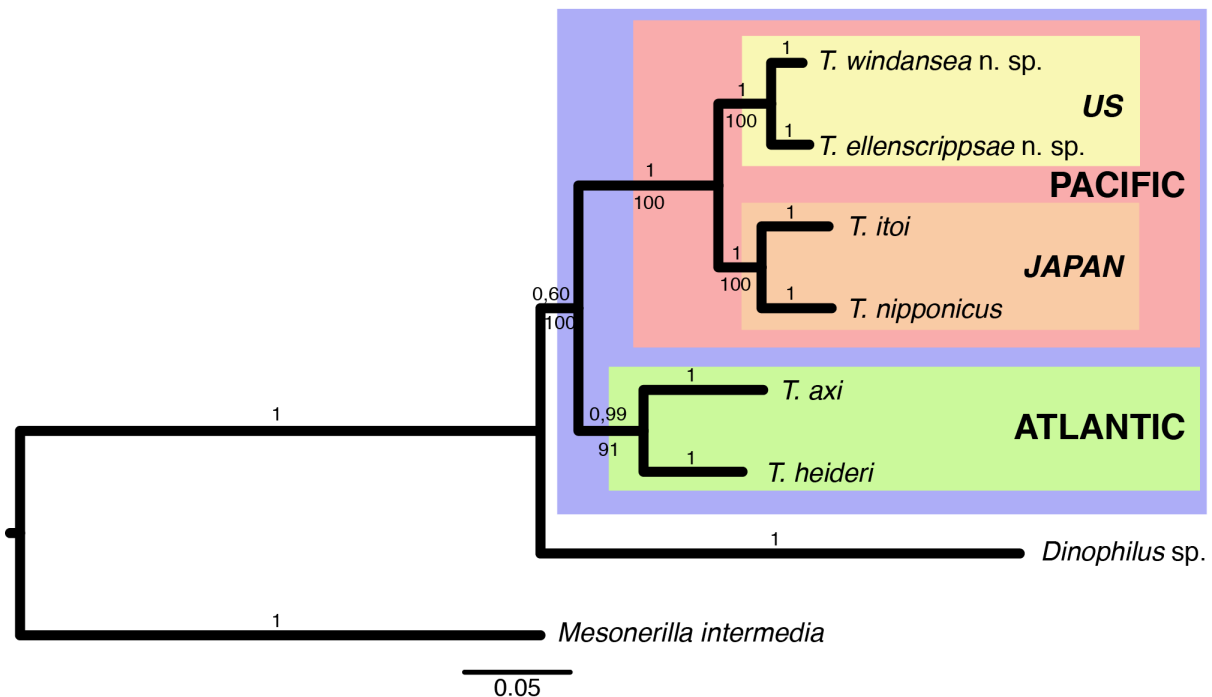 1
T. windansea n. sp.
1
100
US
1
T. ellenscrippsae n. sp.
1
100
PACIFIC
1
T. itoi
1
100
JAPAN
1
T. nipponicus
0,60
100
1
T. axi
0,99
91
ATLANTIC
1
1
T. heideri
1
Dinophilus sp.
1
Mesonerilla intermedia
0.05